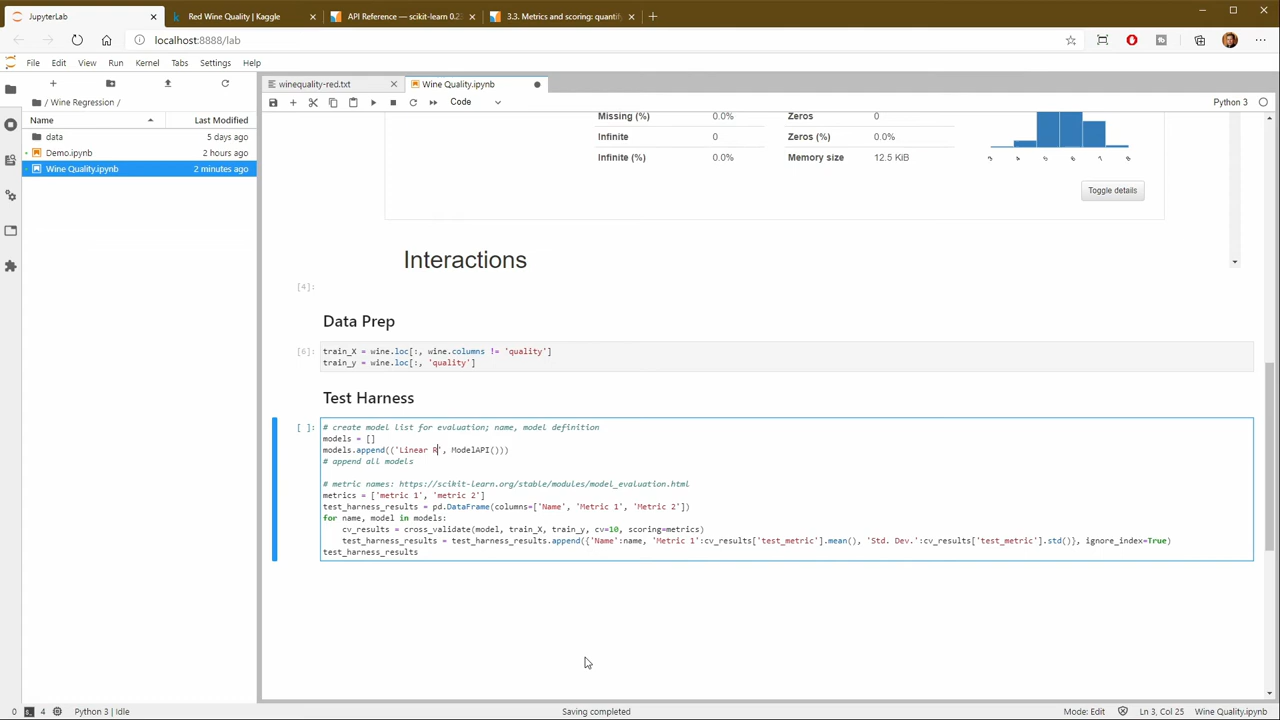 JupyterLab
Red Wine Quality | Kaggle
API Reference — scikit-learn 0.23
3.3. Metrics and scoring: quantif
localhost:8888/lab
File Edit View Run Kernel Tabs Settings Help
winequality-red.txt
Wine Quality.ipynb
Code
Python 3
/ Wine Regression /
Name
Last Modified
data
5 days ago
Demo.ipynb
2 hours ago
Wine Quality.ipynb
2 minutes ago
Missing (%) 0.0% Zeros 0
Infinite 0 Zeros (%) 0.0%
Infinite (%) 0.0% Memory size 12.5 KiB
3 4 5 6 7 8
Toggle details
Interactions
[4]:
Data Prep
[6]: train_X = wine.loc[:, wine.columns != 'quality']
train_y = wine.loc[:, 'quality']
Test Harness
[ ]: # create model list for evaluation; name, model definition
models = []
models.append(('Linear R', ModelAPI()))
# append all models
# metric names: https://scikit-learn.org/stable/modules/model_evaluation.html
metrics = ['metric 1', 'metric 2']
test_harness_results = pd.DataFrame(columns=['Name', 'Metric 1', 'Metric 2'])
for name, model in models:
cv_results = cross_validate(model, train_X, train_y, cv=10, scoring=metrics)
test_harness_results = test_harness_results.append({'Name':name, 'Metric 1':cv_results['test_metric'].mean(), 'Std. Dev.':cv_results['test_metric'].std()}, ignore_index=True)
test_harness_results
0 4 Python 3 | Idle
Saving completed
Mode: Edit
Ln 3, Col 25
Wine Quality.ipynb